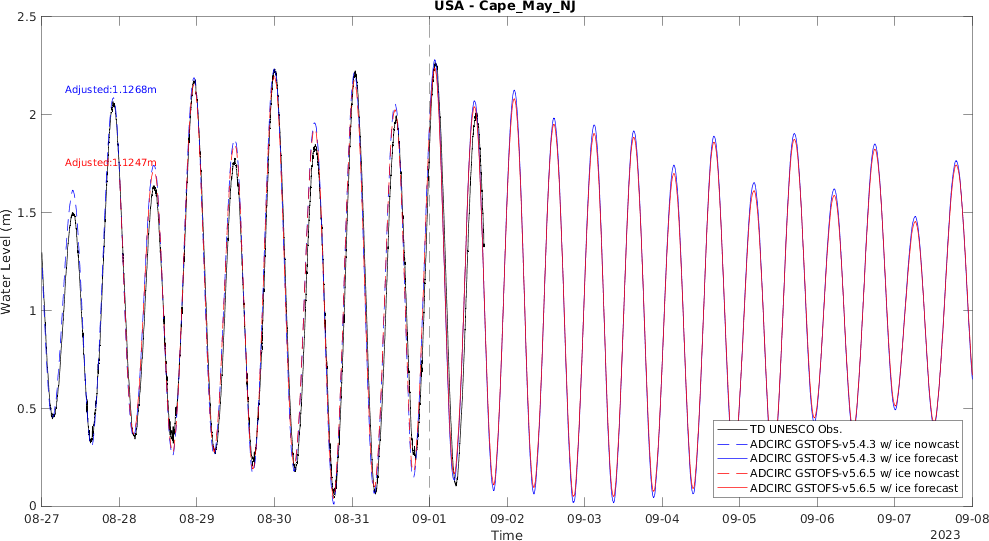 USA - Cape_May_NJ
2.5
Adjusted:1.1268m
2
Adjusted:1.1247m
1.5
Water Level (m)
1
0.5
TD UNESCO Obs.
ADCIRC GSTOFS-v5.4.3 w/ ice nowcast
ADCIRC GSTOFS-v5.4.3 w/ ice forecast
ADCIRC GSTOFS-v5.6.5 w/ ice nowcast
ADCIRC GSTOFS-v5.6.5 w/ ice forecast
0
08-27 08-28 08-29 08-30 08-31 09-01 09-02 09-03 09-04 09-05 09-06 09-07 09-08
Time
2023